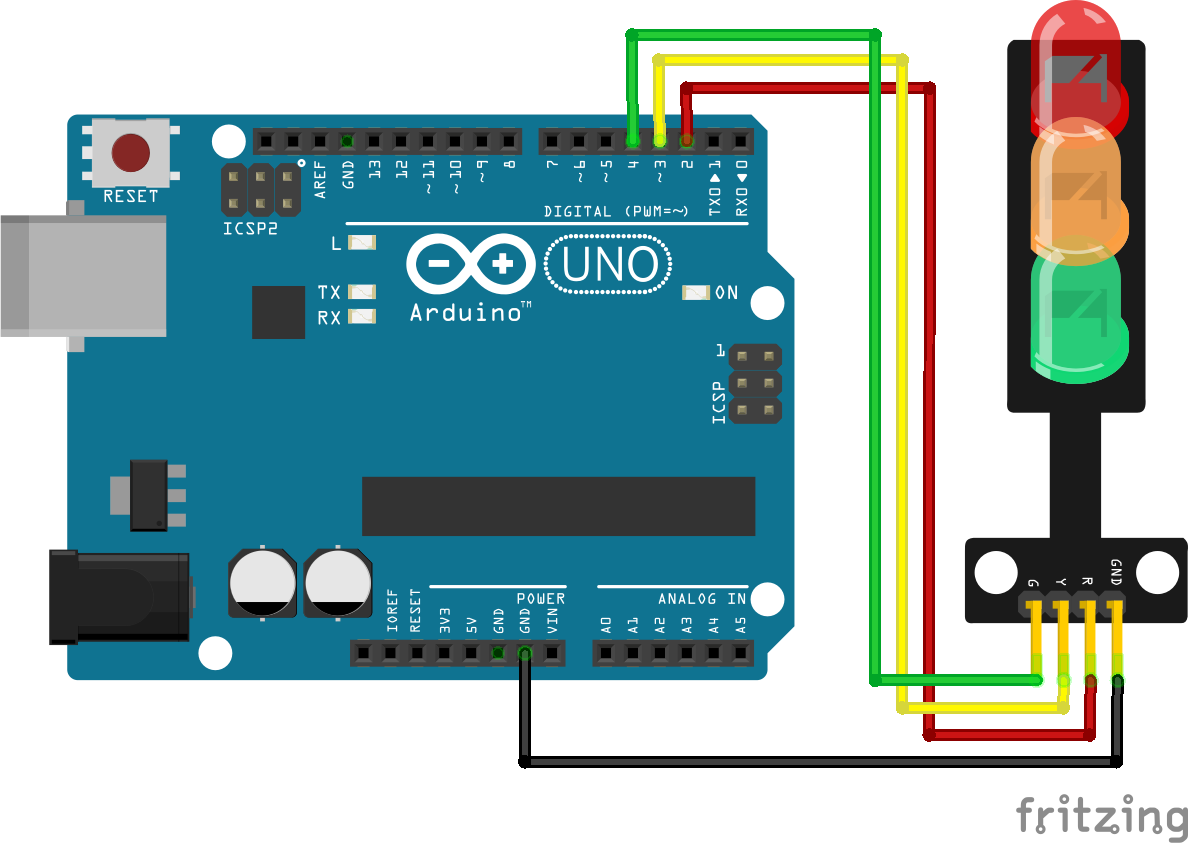 RESET
ICSP2
AREF
GND
13
12
~11
~10
~9
8
7
~6
~5
4
~3
2
TX0▶1
RX0◀0
DIGITAL (PWM=~)
L
TX
RX
Arduino™
UNO
ON
1
ICSP
POWER
ANALOG IN
IOREF
RESET
3V3
5V
GND
GND
VIN
A0
A1
A2
A3
A4
A5
G
Y
R
GND
fritzing